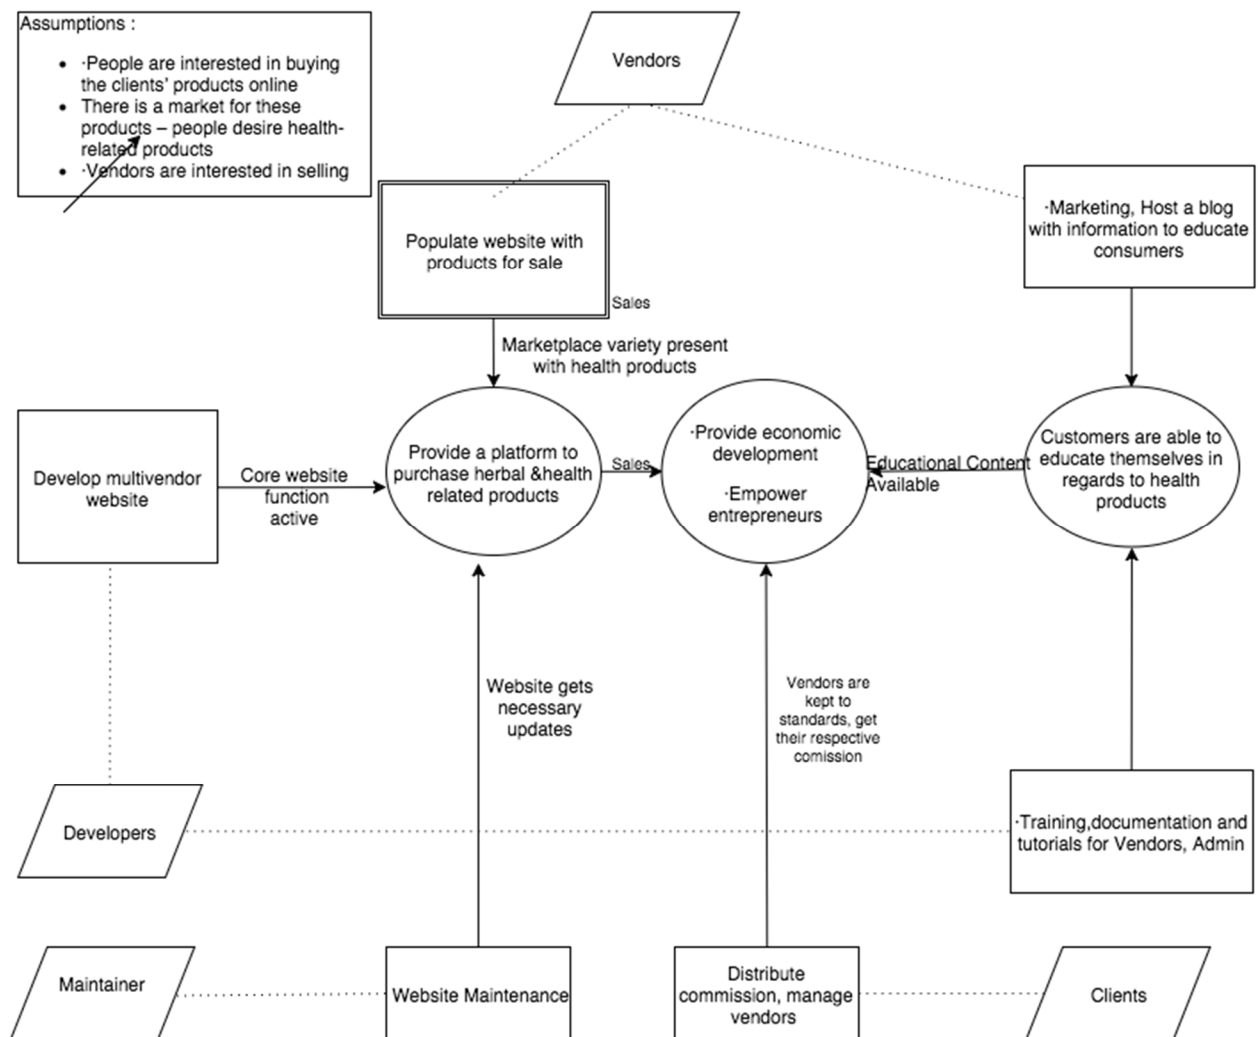 Assumptions :
·People are interested in buying
the clients' products online
There is a market for these
products – people desire health-
related products
·Vendors are interested in selling
Vendors
Populate website with
products for sale
Sales
·Marketing, Host a blog
with information to educate
consumers
Marketplace variety present
with health products
Develop multivendor
website
Core website
function
active
Provide a platform to
purchase herbal &health
related products
Sales
·Provide economic
development
·Empower
entrepreneurs
Educational Content
Available
Customers are able to
educate themselves in
regards to health
products
Website gets
necessary
updates
Vendors are
kept to
standards, get
their respective
comission
Developers
·Training,documentation and
tutorials for Vendors, Admin
Maintainer
Website Maintenance
Distribute
commission, manage
vendors
Clients